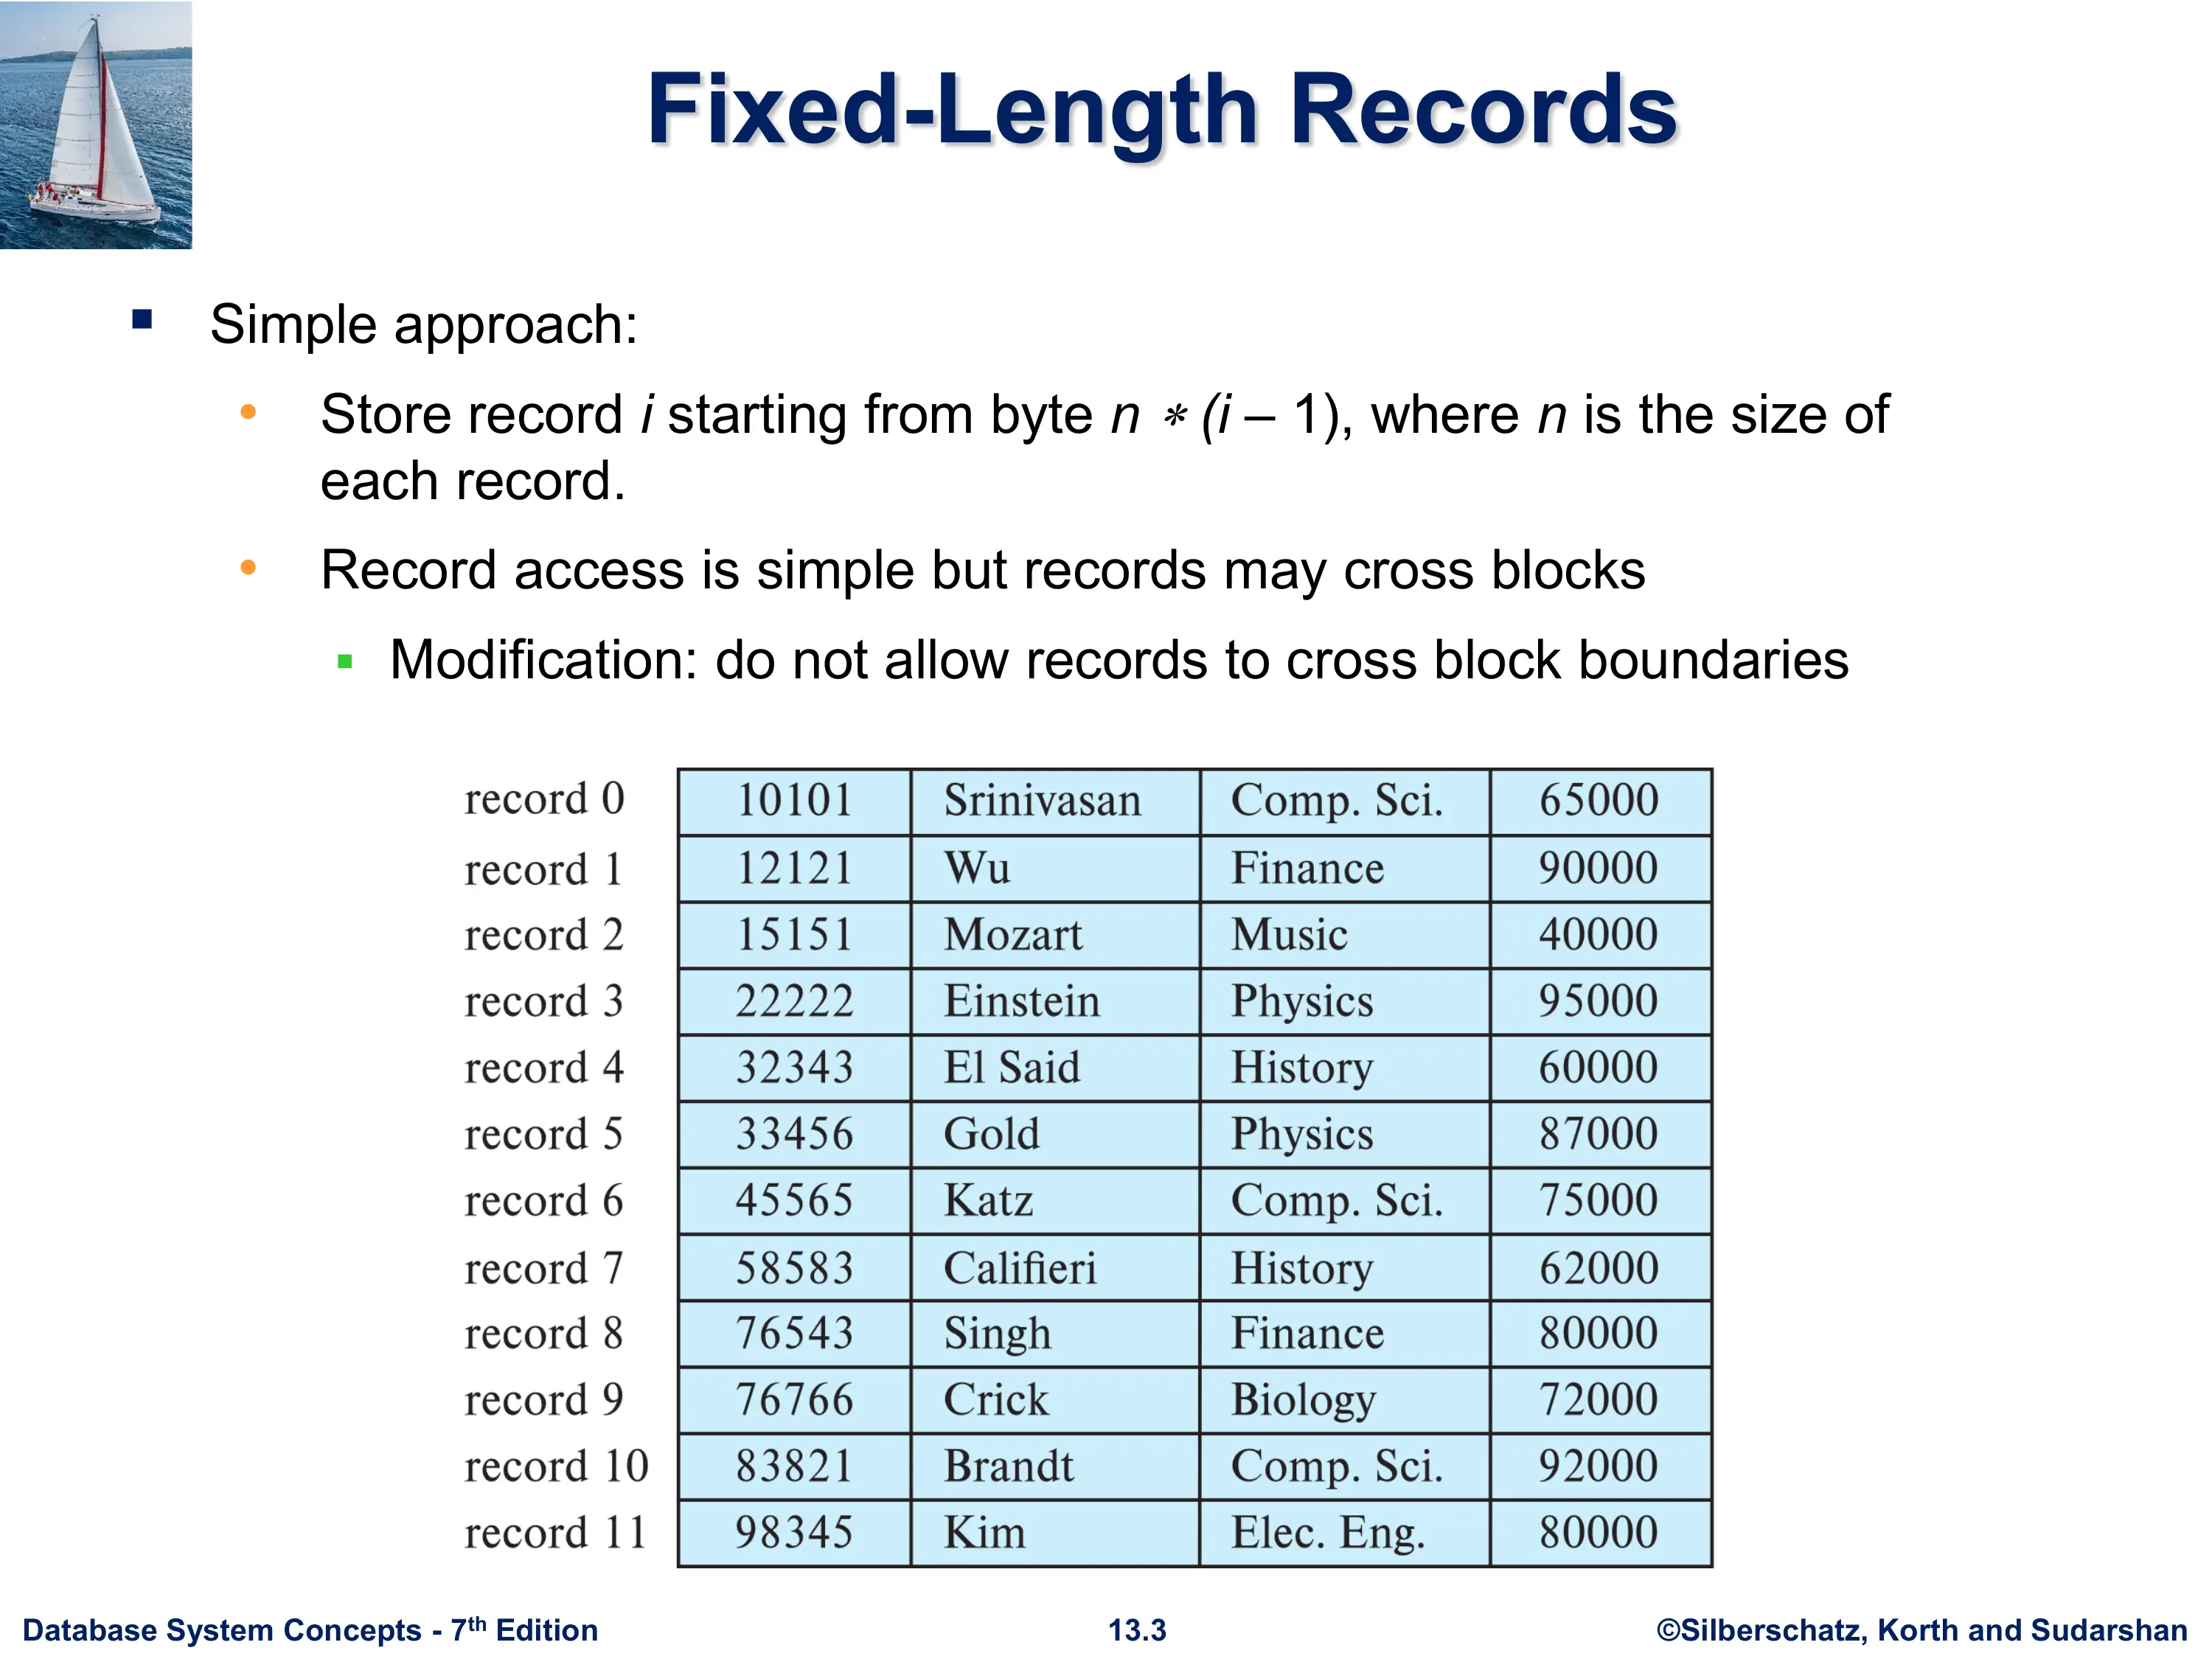 Fixed-Length Records
▪ Simple approach:
• Store record i starting from byte n ∗ (i – 1), where n is the size of
each record.
• Record access is simple but records may cross blocks
▪ Modification: do not allow records to cross block boundaries
record 0 10101 Srinivasan Comp. Sci. 65000
record 1 12121 Wu Finance 90000
record 2 15151 Mozart Music 40000
record 3 22222 Einstein Physics 95000
record 4 32343 El Said History 60000
record 5 33456 Gold Physics 87000
record 6 45565 Katz Comp. Sci. 75000
record 7 58583 Califieri History 62000
record 8 76543 Singh Finance 80000
record 9 76766 Crick Biology 72000
record 10 83821 Brandt Comp. Sci. 92000
record 11 98345 Kim Elec. Eng. 80000
Database System Concepts - 7th Edition 13.3 ©Silberschatz, Korth and Sudarshan